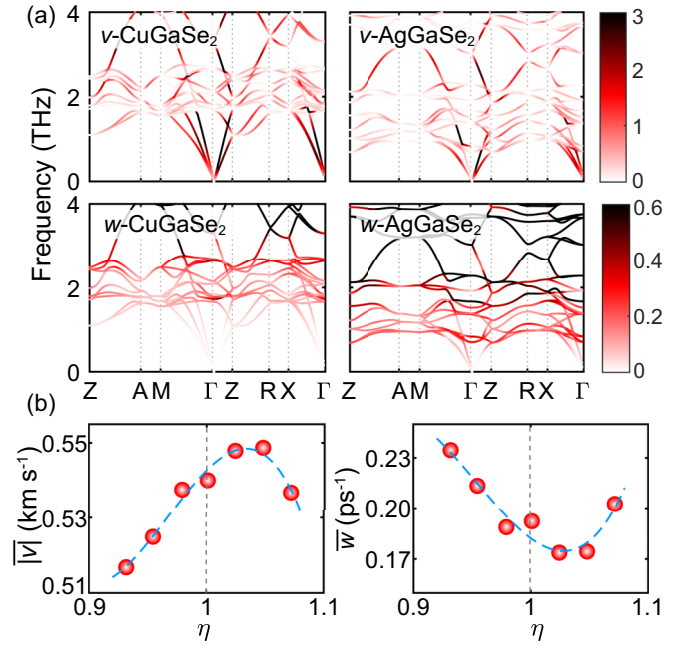 (a)
v-CuGaSe2
v-AgGaSe2
Frequency (THz)
4
2
0
3
2
1
0
w-CuGaSe2
w-AgGaSe2
4
2
0
0.6
0.4
0.2
0
Z A M Γ Z R X Γ
Z A M Γ Z R X Γ
(b)
|v| (km s⁻¹)
0.55
0.53
0.51
0.9 1 1.1
η
w (ps⁻¹)
0.23
0.20
0.17
0.9 1 1.1
η